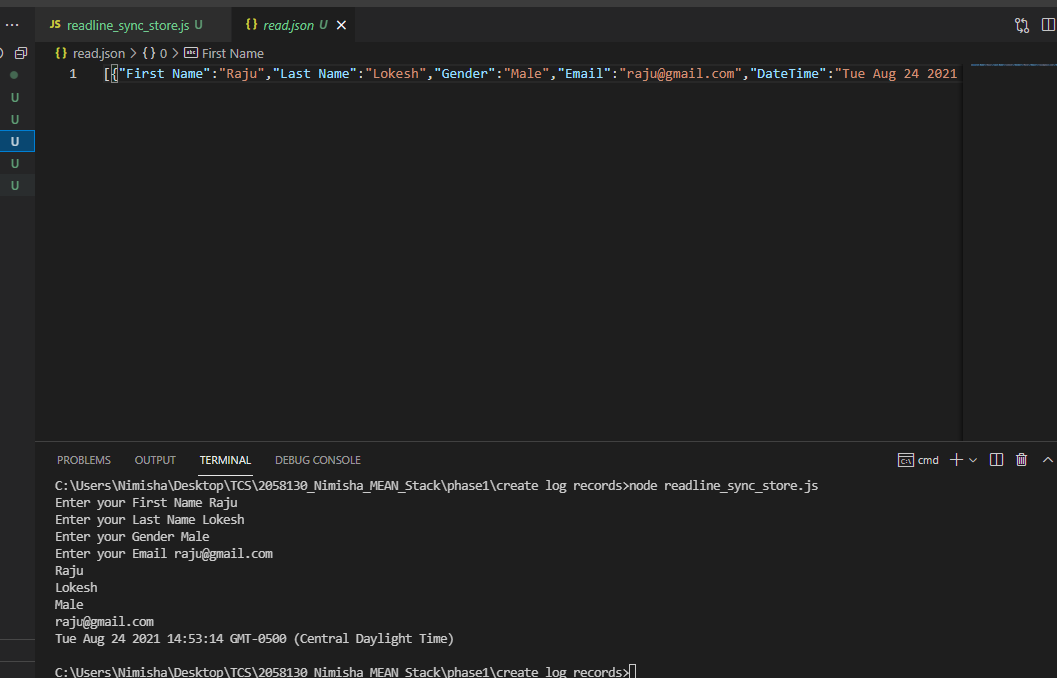 JS readline_sync_store.js U
{} read.json U
{} read.json > {} 0 > abc First Name
1 [{"First Name":"Raju","Last Name":"Lokesh","Gender":"Male","Email":"raju@gmail.com","DateTime":"Tue Aug 24 2021
U
U
U
U
U
PROBLEMS OUTPUT TERMINAL DEBUG CONSOLE cmd
C:\Users\Nimisha\Desktop\TCS\2058130_Nimisha_MEAN_Stack\phase1\create log records>node readline_sync_store.js
Enter your First Name Raju
Enter your Last Name Lokesh
Enter your Gender Male
Enter your Email raju@gmail.com
Raju
Lokesh
Male
raju@gmail.com
Tue Aug 24 2021 14:53:14 GMT-0500 (Central Daylight Time)
C:\Users\Nimisha\Desktop\TCS\2058130_Nimisha_MEAN_Stack\phase1\create log records>